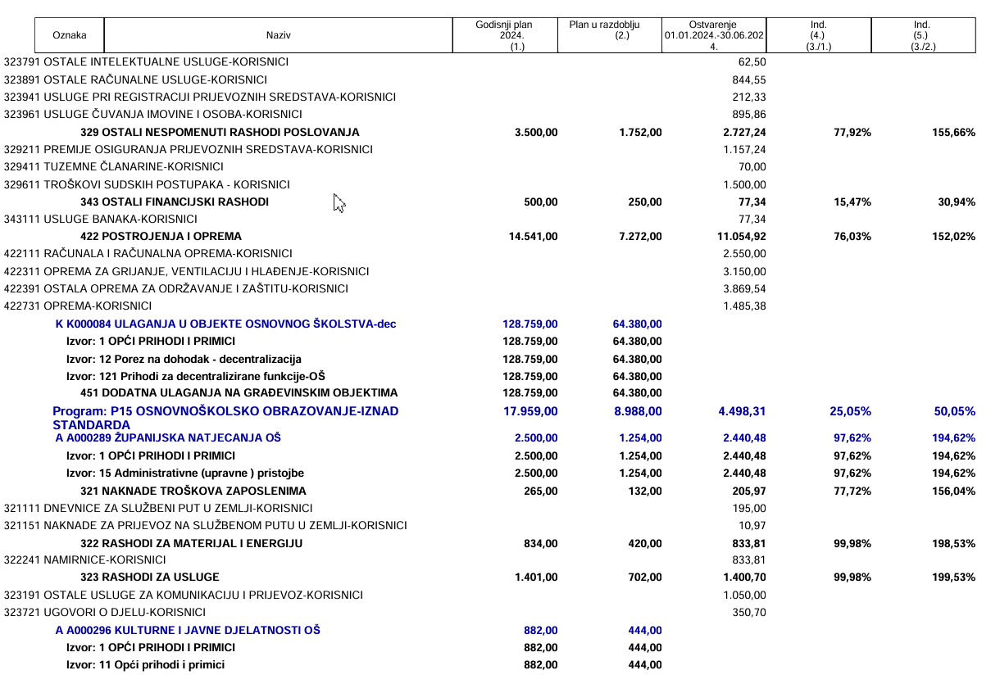 Oznaka Naziv Godisnji plan 2024. (1.) Plan u razdoblju (2.) Ostvarenje 01.01.2024.-30.06.2024. Ind. (4.) (3./1.) Ind. (5.) (3./2.)
323791 OSTALE INTELEKTUALNE USLUGE-KORISNICI 62,50
323891 OSTALE RAČUNALNE USLUGE-KORISNICI 844,55
323941 USLUGE PRI REGISTRACIJI PRIJEVOZNIH SREDSTAVA-KORISNICI 212,33
323961 USLUGE ČUVANJA IMOVINE I OSOBA-KORISNICI 895,86
329 OSTALI NESPOMENUTI RASHODI POSLOVANJA 3.500,00 1.752,00 2.727,24 77,92% 155,66%
329211 PREMIJE OSIGURANJA PRIJEVOZNIH SREDSTAVA-KORISNICI 1.157,24
329411 TUZEMNE ČLANARINE-KORISNICI 70,00
329611 TROŠKOVI SUDSKIH POSTUPAKA - KORISNICI 1.500,00
343 OSTALI FINANCIJSKI RASHODI 500,00 250,00 77,34 15,47% 30,94%
343111 USLUGE BANAKA-KORISNICI 77,34
422 POSTROJENJA I OPREMA 14.541,00 7.272,00 11.054,92 76,03% 152,02%
422111 RAČUNALA I RAČUNALNA OPREMA-KORISNICI 2.550,00
422311 OPREMA ZA GRIJANJE, VENTILACIJU I HLAĐENJE-KORISNICI 3.150,00
422391 OSTALA OPREMA ZA ODRŽAVANJE I ZAŠTITU-KORISNICI 3.869,54
422731 OPREMA-KORISNICI 1.485,38
K K000084 ULAGANJA U OBJEKTE OSNOVNOG ŠKOLSTVA-dec 128.759,00 64.380,00
Izvor: 1 OPĆI PRIHODI I PRIMICI 128.759,00 64.380,00
Izvor: 12 Porez na dohodak - decentralizacija 128.759,00 64.380,00
Izvor: 121 Prihodi za decentralizirane funkcije-OŠ 128.759,00 64.380,00
451 DODATNA ULAGANJA NA GRAĐEVINSKIM OBJEKTIMA 128.759,00 64.380,00
Program: P15 OSNOVNOŠKOLSKO OBRAZOVANJE-IZNAD 17.959,00 8.988,00 4.498,31 25,05% 50,05%
STANDARDA
A A000289 ŽUPANIJSKA NATJECANJA OŠ 2.500,00 1.254,00 2.440,48 97,62% 194,62%
Izvor: 1 OPĆI PRIHODI I PRIMICI 2.500,00 1.254,00 2.440,48 97,62% 194,62%
Izvor: 15 Administrativne (upravne ) pristojbe 2.500,00 1.254,00 2.440,48 97,62% 194,62%
321 NAKNADE TROŠKOVA ZAPOSLENIMA 265,00 132,00 205,97 77,72% 156,04%
321111 DNEVNICE ZA SLUŽBENI PUT U ZEMLJI-KORISNICI 195,00
321151 NAKNADE ZA PRIJEVOZ NA SLUŽBENOM PUTU U ZEMLJI-KORISNICI 10,97
322 RASHODI ZA MATERIJAL I ENERGIJU 834,00 420,00 833,81 99,98% 198,53%
322241 NAMIRNICE-KORISNICI 833,81
323 RASHODI ZA USLUGE 1.401,00 702,00 1.400,70 99,98% 199,53%
323191 OSTALE USLUGE ZA KOMUNIKACIJU I PRIJEVOZ-KORISNICI 1.050,00
323721 UGOVORI O DJELU-KORISNICI 350,70
A A000296 KULTURNE I JAVNE DJELATNOSTI OŠ 882,00 444,00
Izvor: 1 OPĆI PRIHODI I PRIMICI 882,00 444,00
Izvor: 11 Opći prihodi i primici 882,00 444,00